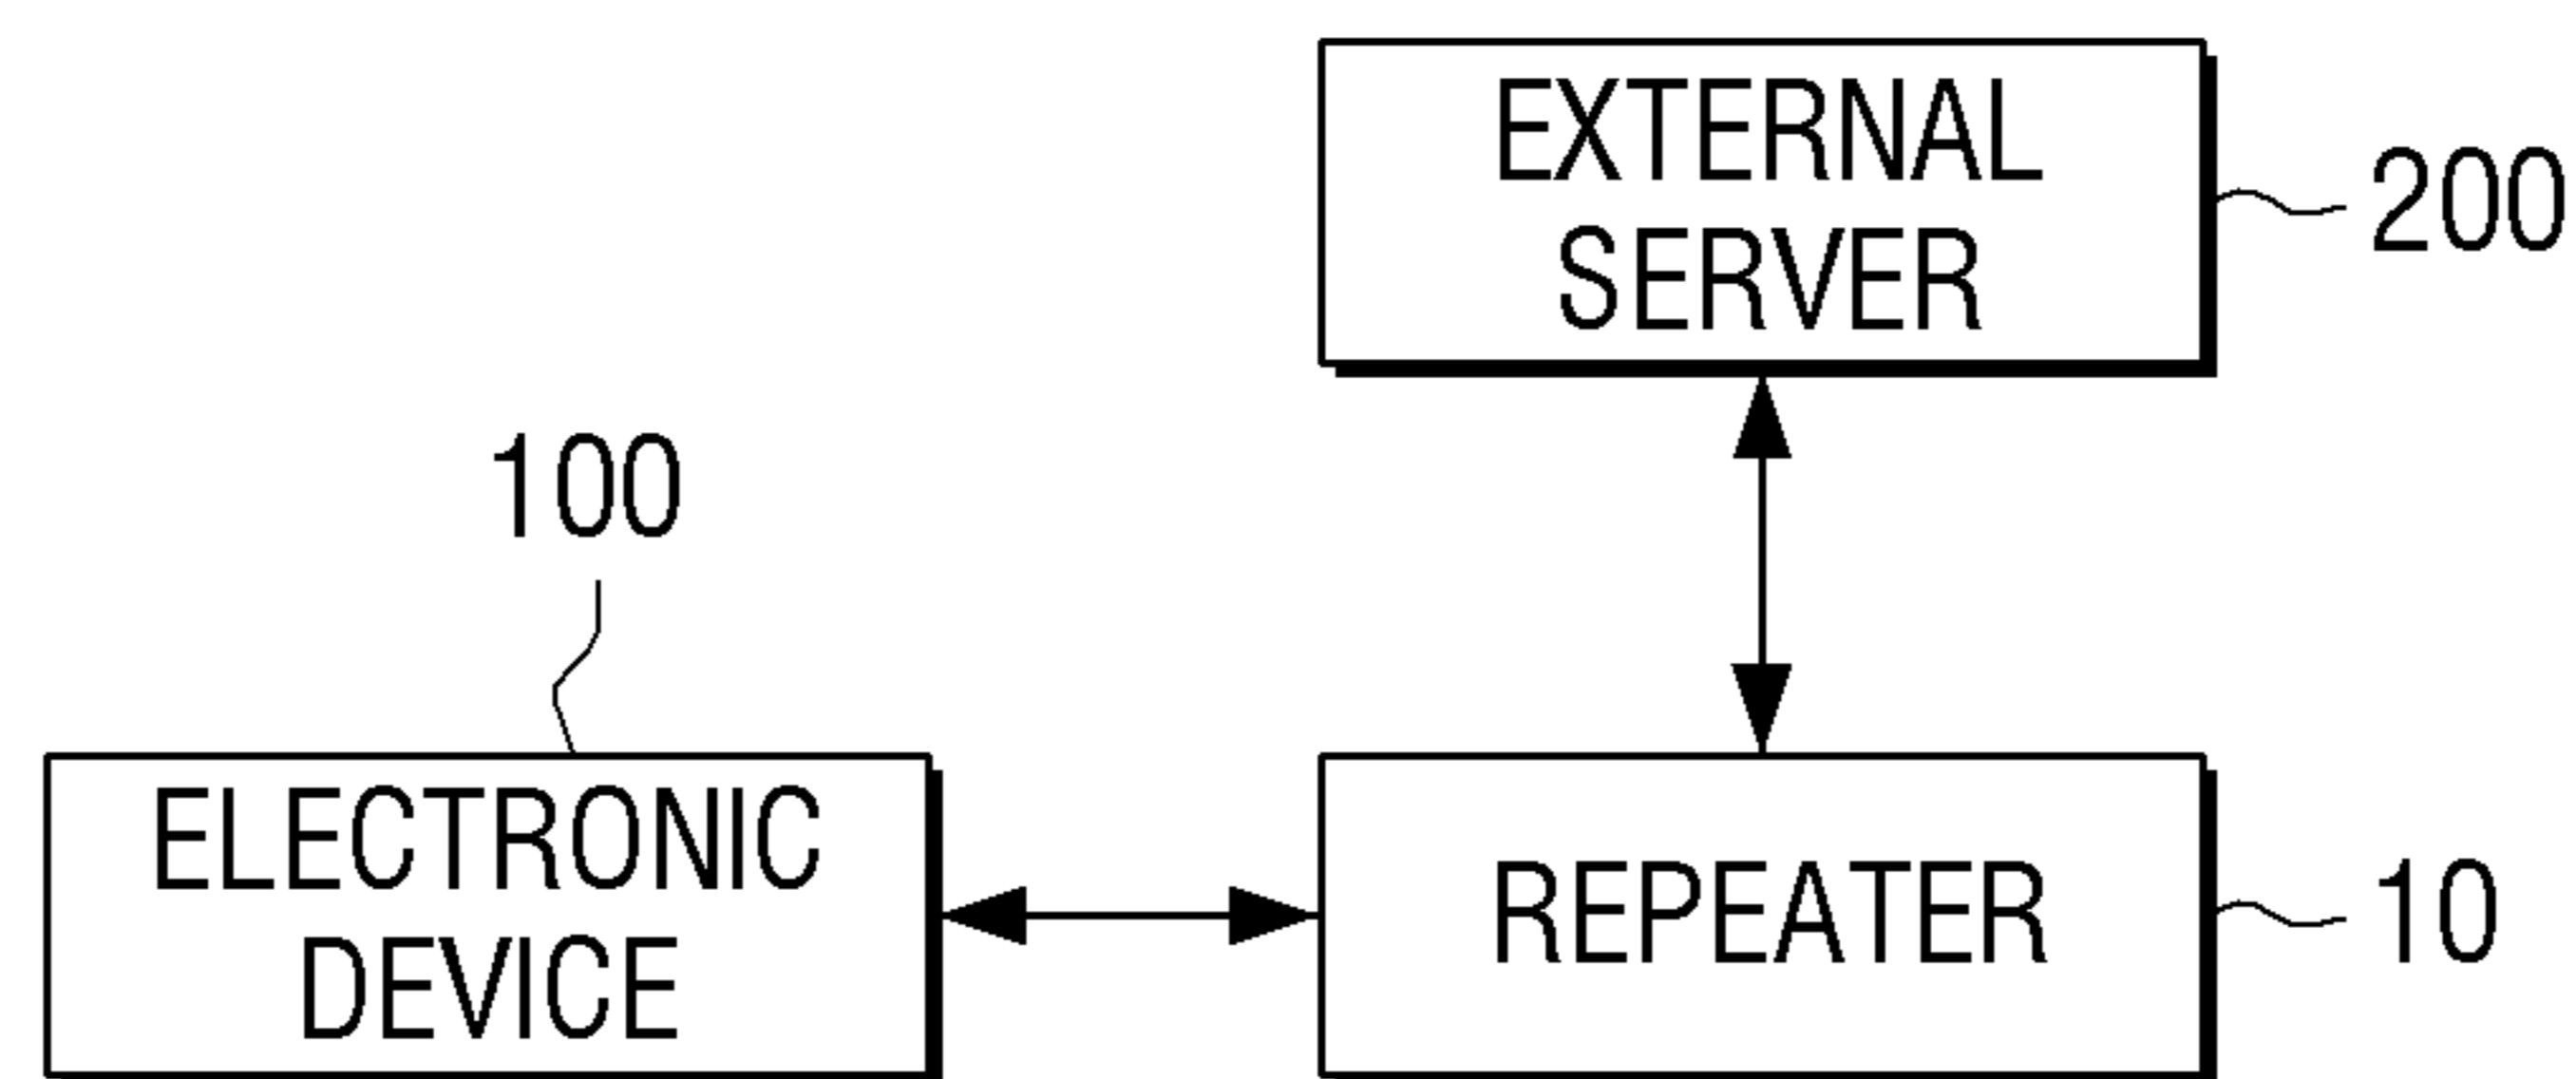 EXTERNAL
SERVER
200
100
ELECTRONIC
DEVICE
REPEATER
10